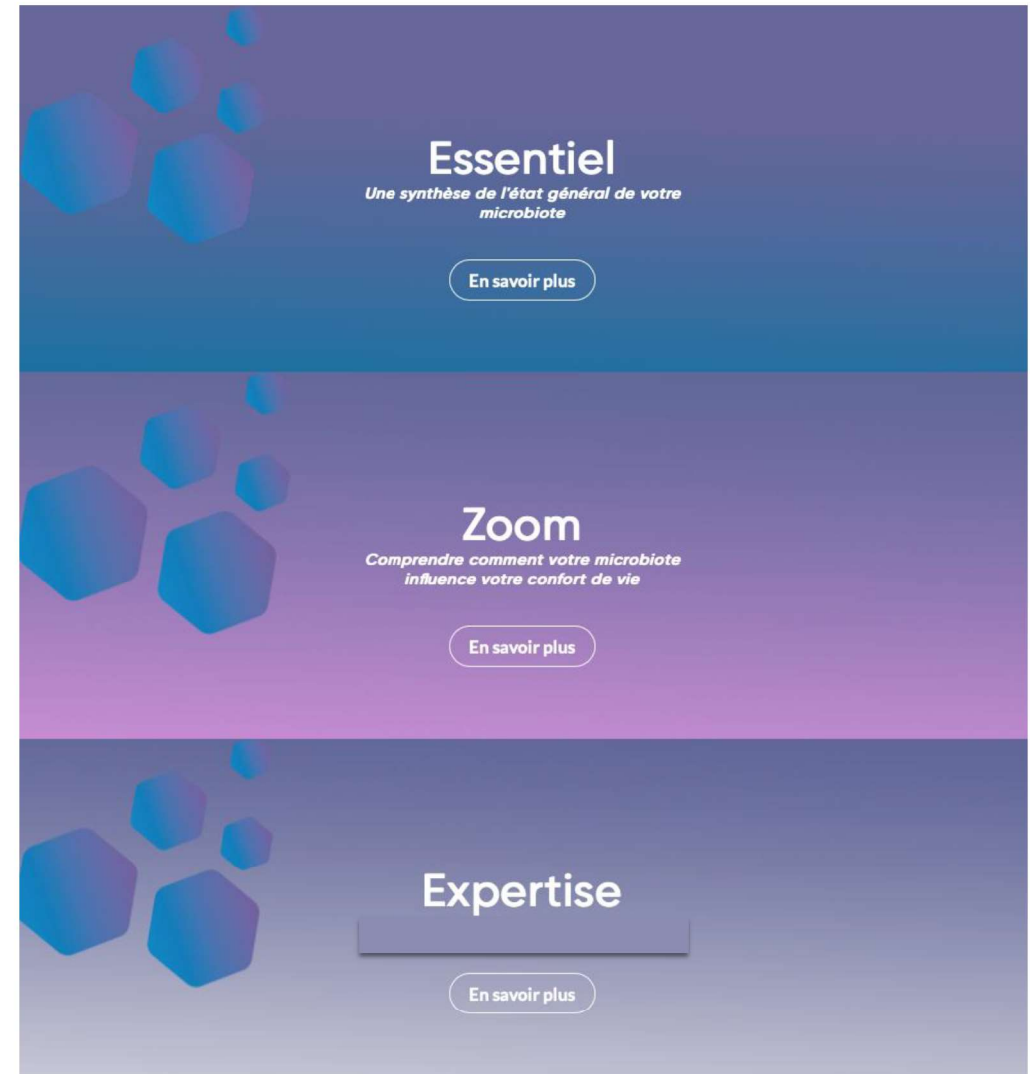 Essentiel
Une synthèse de l'état général de votre
microbiote
En savoir plus
Zoom
Comprendre comment votre microbiote
influence votre confort de vie
En savoir plus
Expertise
En savoir plus